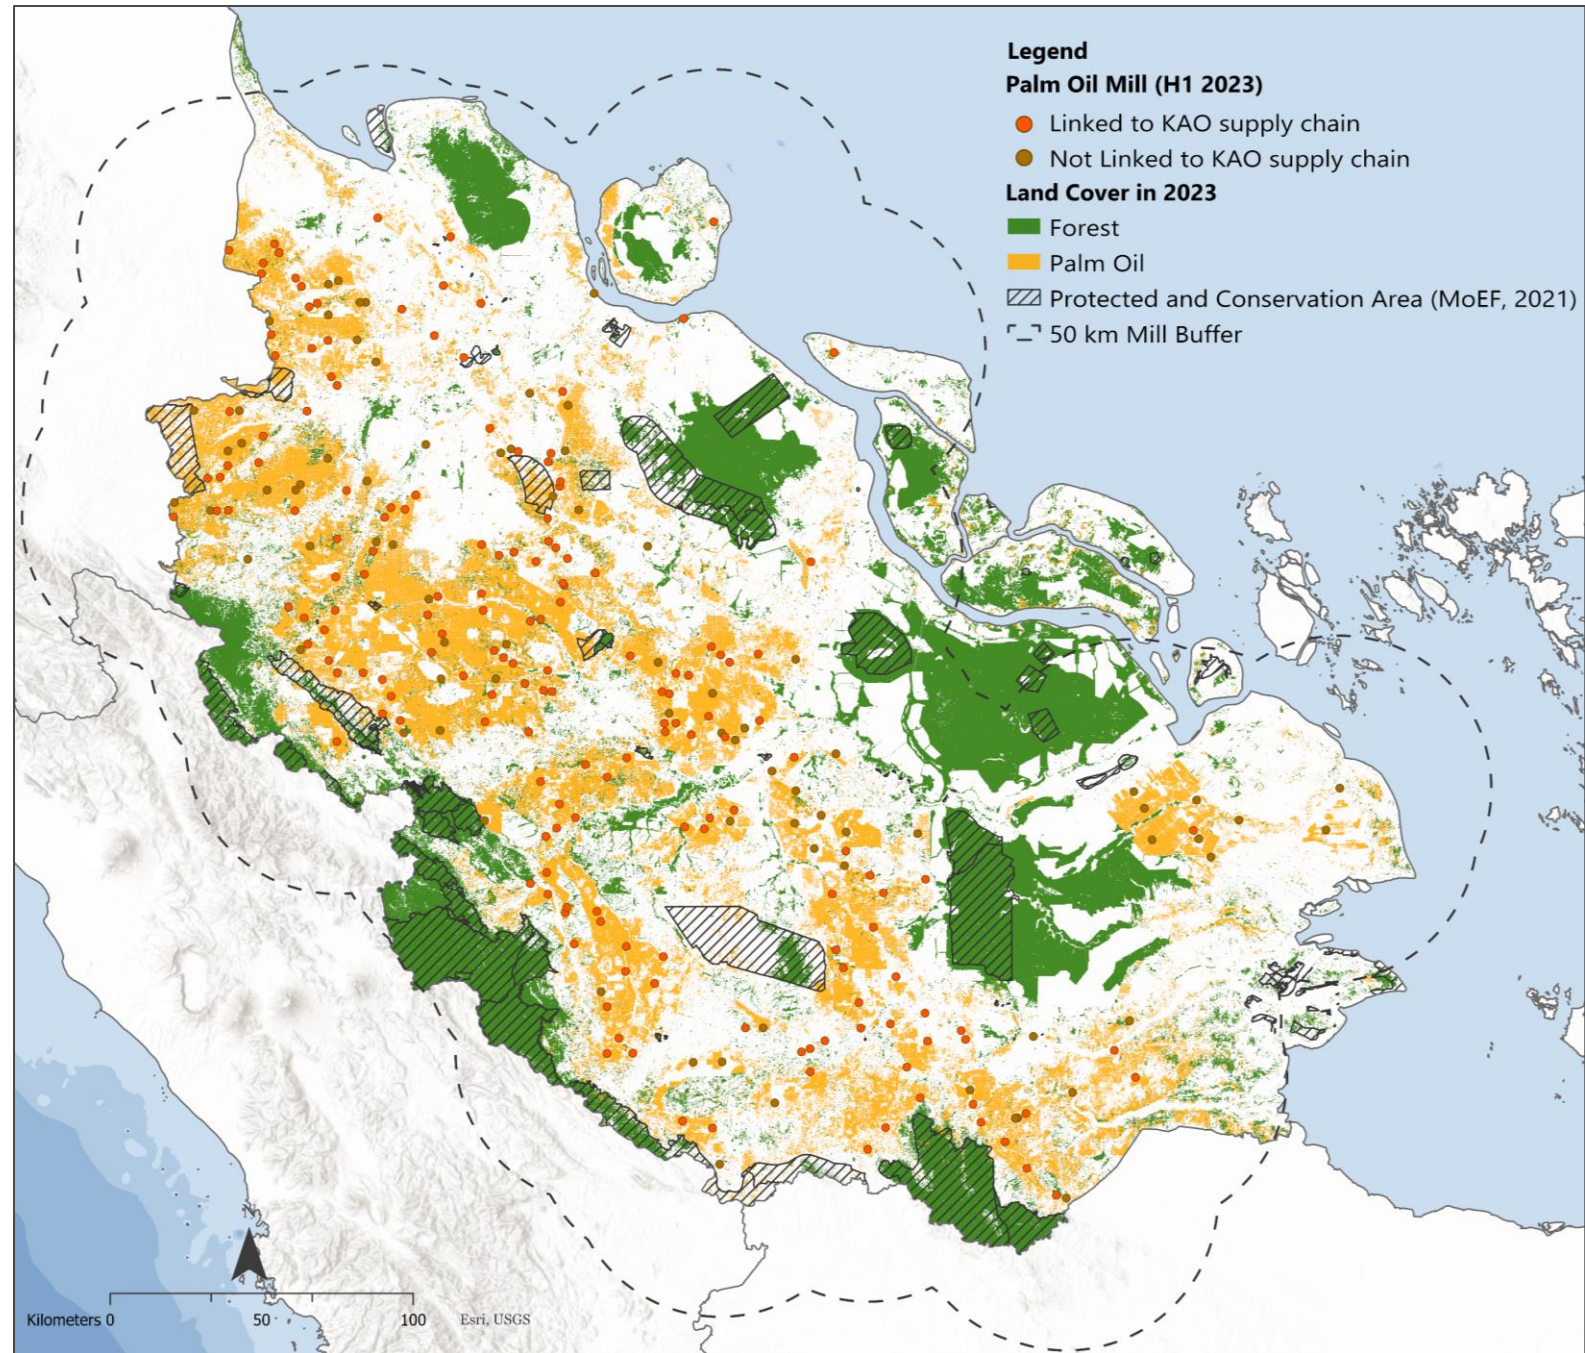 Legend
Palm Oil Mill (H1 2023)
Linked to KAO supply chain
Not Linked to KAO supply chain
Land Cover in 2023
Forest
Palm Oil
Protected and Conservation Area (MoEF, 2021)
50 km Mill Buffer
N
Kilometers 0 50 100 Esri, USGS